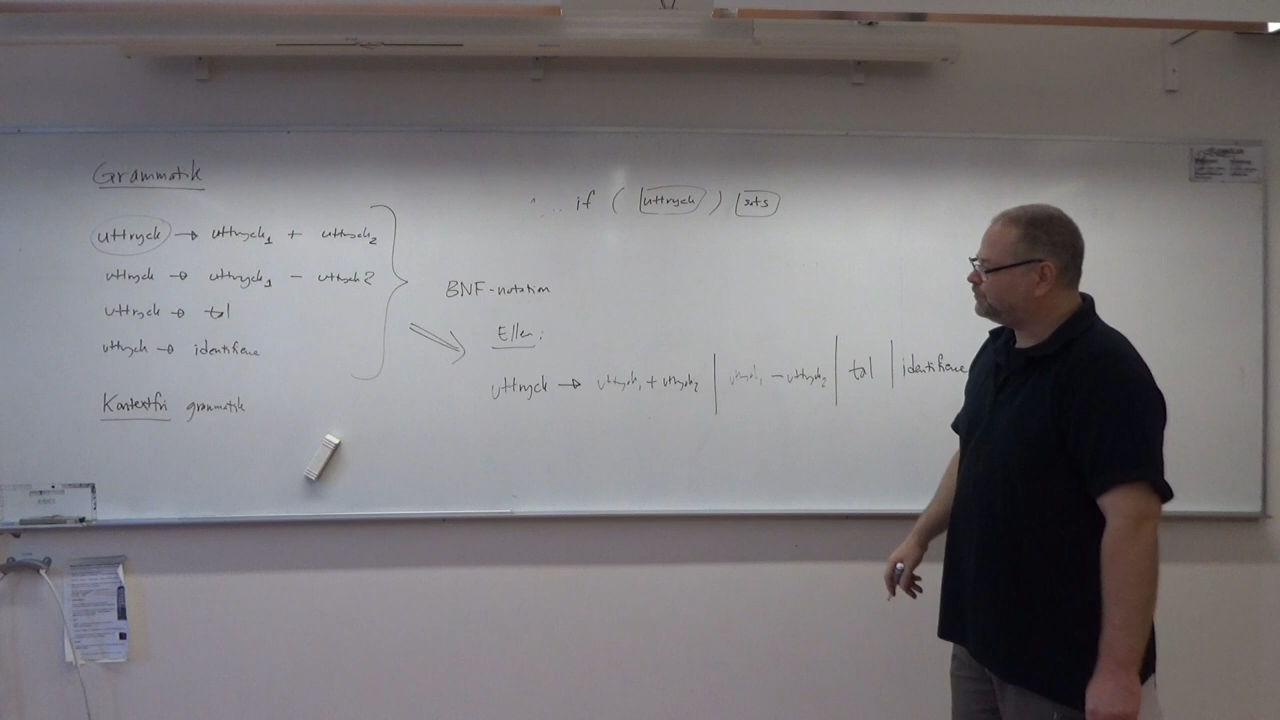 Grammatik
uttryck → uttryck1 + uttryck2
uttryck → uttryck1 - uttryck2
uttryck → tal
uttryck → identifierare
Kontextfri grammatik
... if ( uttryck ) sats
BNF-notation
Eller:
uttryck → uttryck1 + uttryck2 | uttryck1 - uttryck2 | tal | identifierare